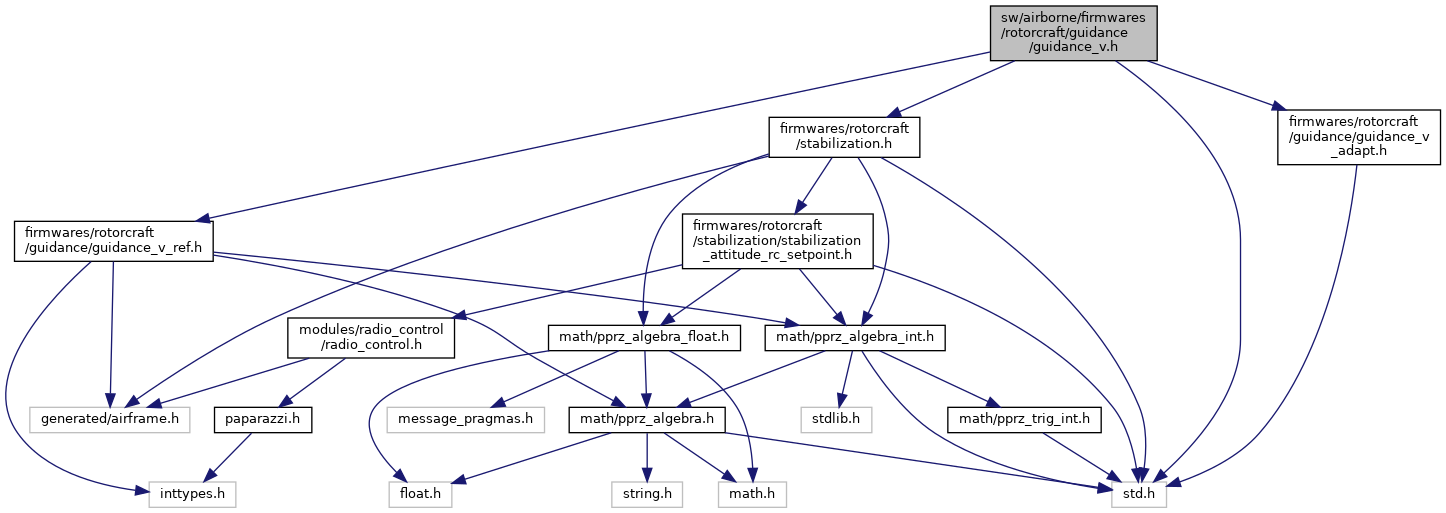 sw/airborne/firmwares
/rotorcraft/guidance
/guidance_v.h
firmwares/rotorcraft
/stabilization.h
firmwares/rotorcraft
/guidance/guidance_v
_adapt.h
firmwares/rotorcraft
/guidance/guidance_v_ref.h
firmwares/rotorcraft
/stabilization/stabilization
_attitude_rc_setpoint.h
modules/radio_control
/radio_control.h
math/pprz_algebra_float.h
math/pprz_algebra_int.h
generated/airframe.h
paparazzi.h
message_pragmas.h
math/pprz_algebra.h
stdlib.h
math/pprz_trig_int.h
inttypes.h
float.h
string.h
math.h
std.h